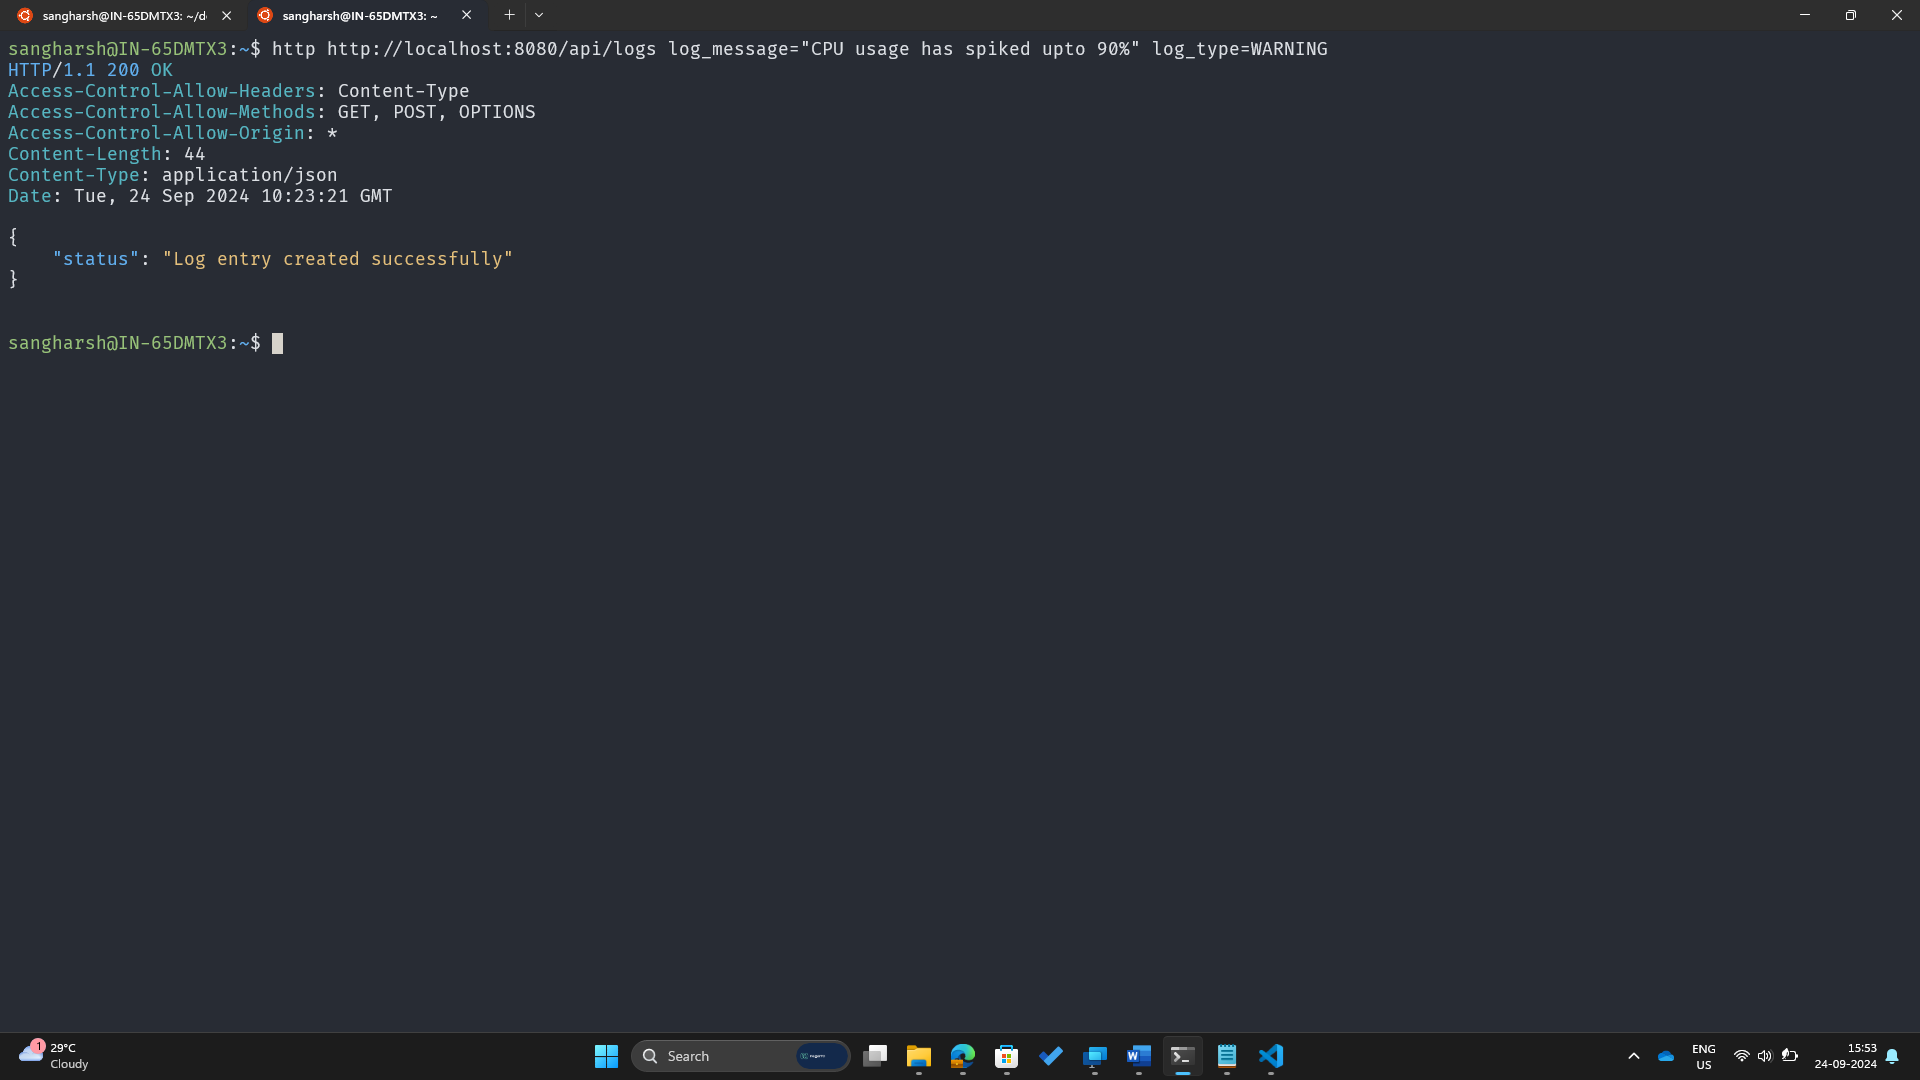 sangharsh@IN-65DMTX3: ~/d
sangharsh@IN-65DMTX3: ~
sangharsh@IN-65DMTX3:~$ http http://localhost:8080/api/logs log_message="CPU usage has spiked upto 90%" log_type=WARNING
HTTP/1.1 200 OK
Access-Control-Allow-Headers: Content-Type
Access-Control-Allow-Methods: GET, POST, OPTIONS
Access-Control-Allow-Origin: *
Content-Length: 44
Content-Type: application/json
Date: Tue, 24 Sep 2024 10:23:21 GMT
{
    "status": "Log entry created successfully"
}
sangharsh@IN-65DMTX3:~$
1
29°C
Cloudy
Search
W
ENG
US
15:53
24-09-2024